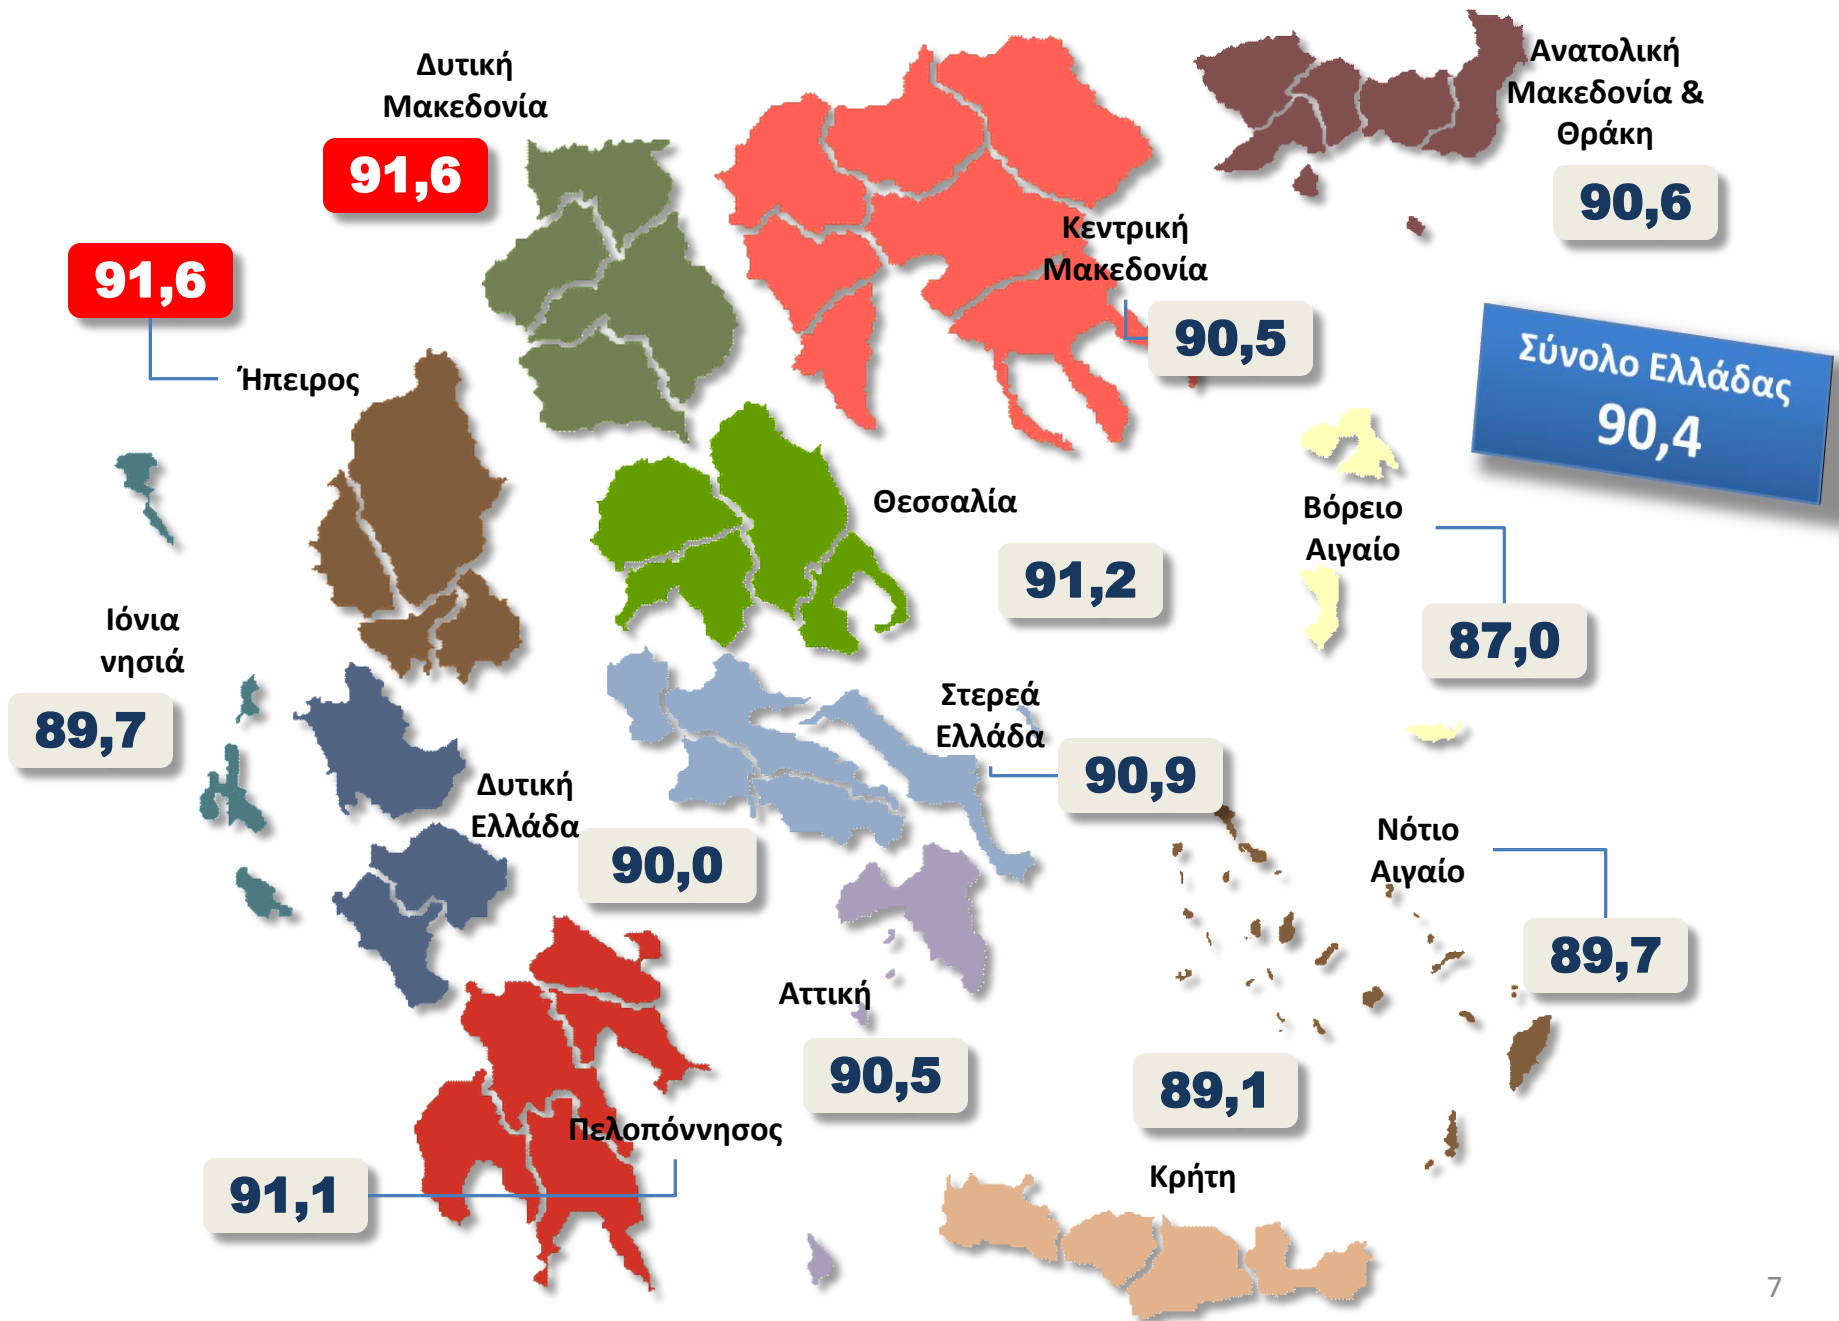 Δυτική
Μακεδονία
91,6
Ανατολική
Μακεδονία &
Θράκη
90,6
Κεντρική
Μακεδονία
90,5
91,6
Ήπειρος
Σύνολο Ελλάδας
90,4
Θεσσαλία
91,2
Βόρειο
Αιγαίο
87,0
Ιόνια
νησιά
89,7
Στερεά
Ελλάδα
90,9
Δυτική
Ελλάδα
90,0
Νότιο
Αιγαίο
89,7
Αττική
90,5
89,1
Κρήτη
Πελοπόννησος
91,1
7